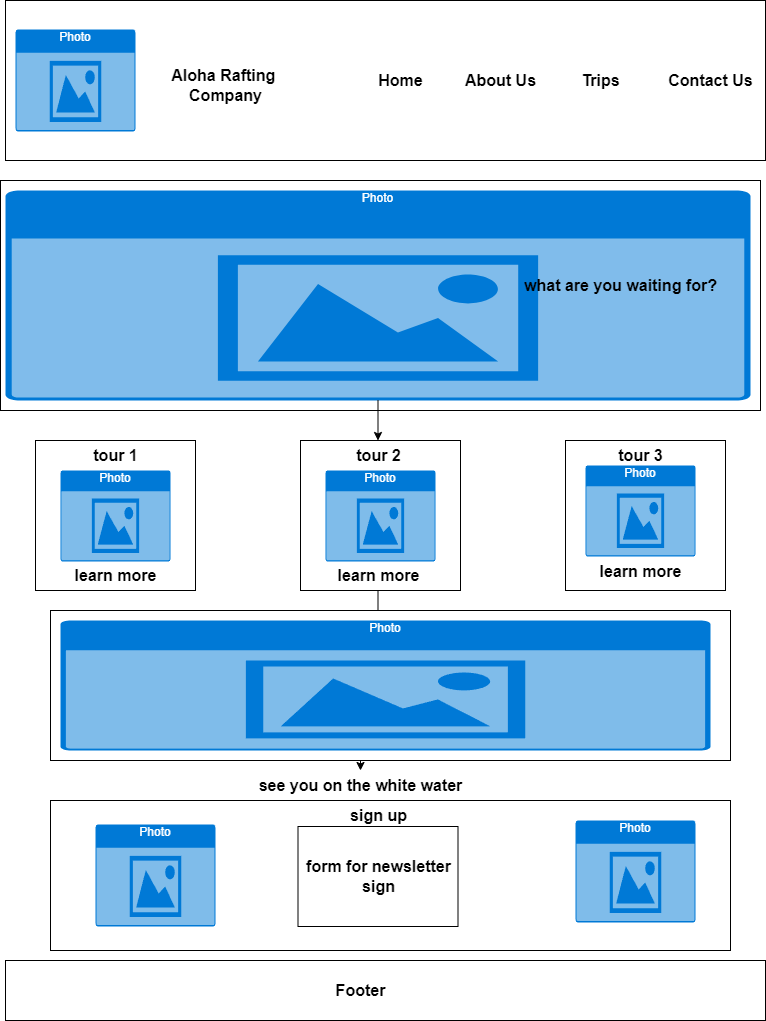 Photo
Aloha Rafting
Company
Home
About Us
Trips
Contact Us
Photo
what are you waiting for?
tour 1
Photo
learn more
tour 2
Photo
learn more
tour 3
Photo
learn more
Photo
see you on the white water
sign up
Photo
form for newsletter
sign
Photo
Footer